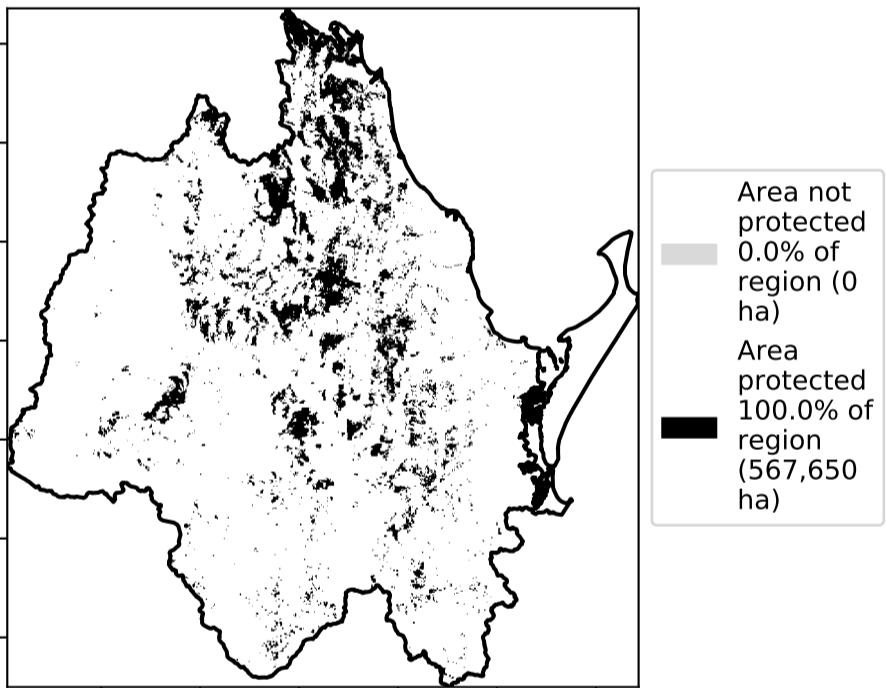 Area not
protected
0.0% of
region (0
ha)
Area
protected
100.0% of
region
(567,650
ha)